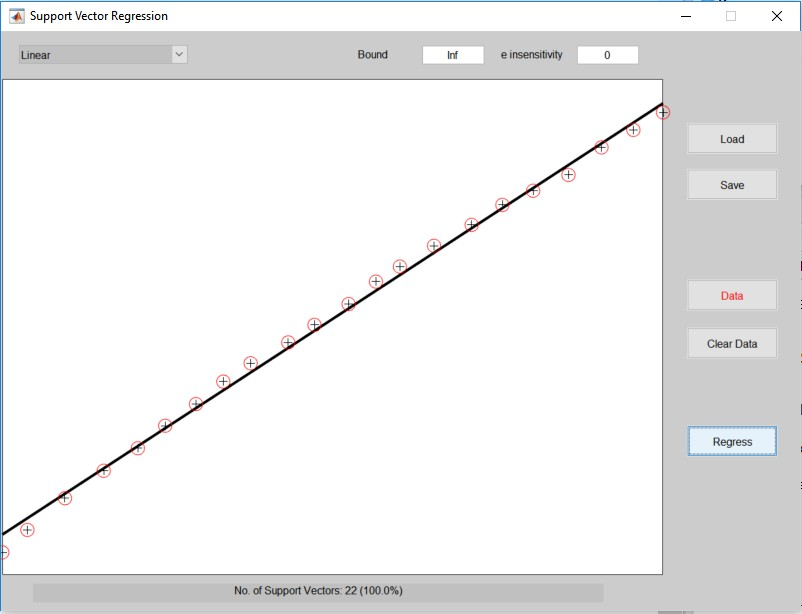 Support Vector Regression
Linear
Bound
Inf
e insensitivity
0
Load
Save
Data
Clear Data
Regress
No. of Support Vectors: 22 (100.0%)